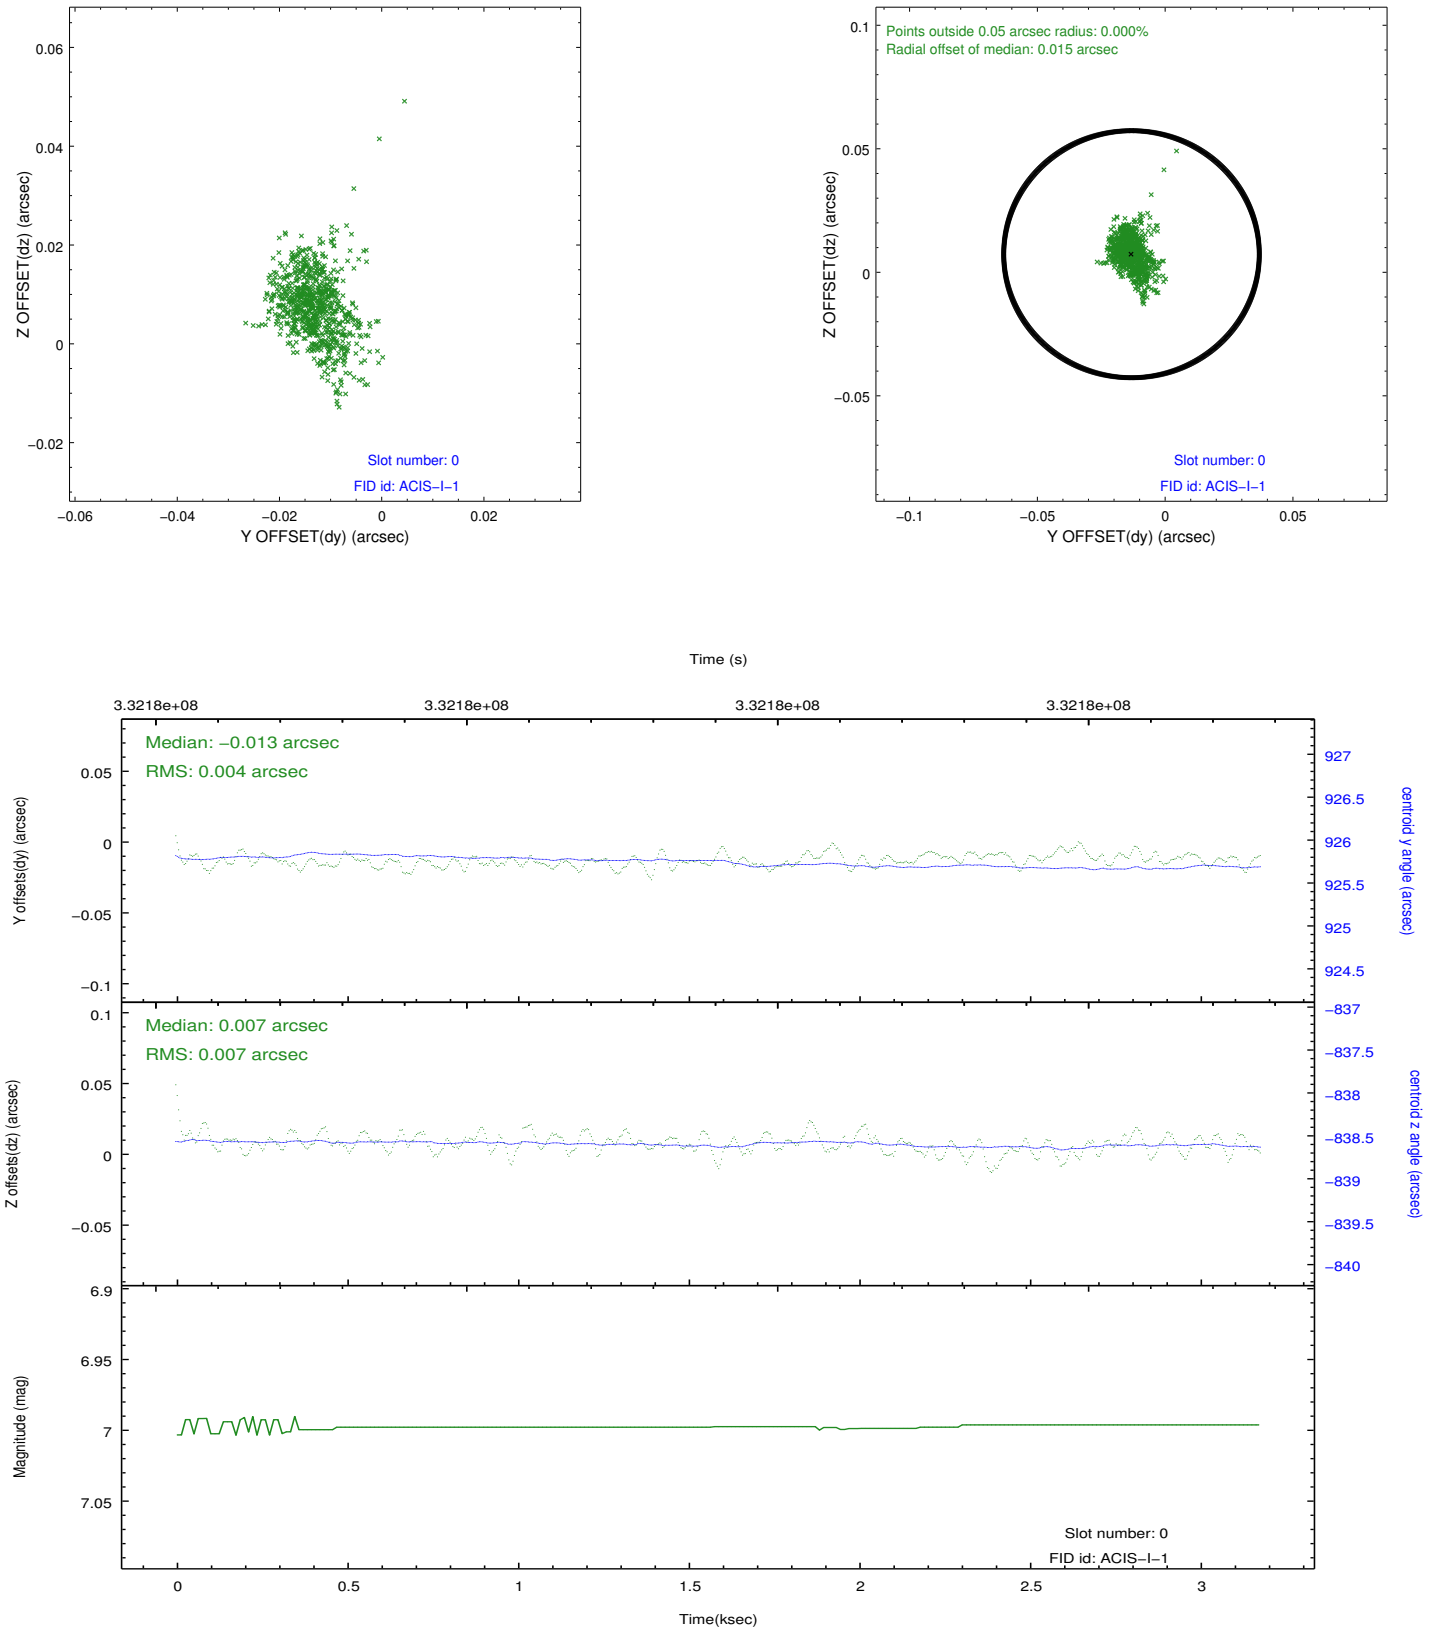 0.06
0.04
0.02
0
−0.02
Z OFFSET(dz) (arcsec)
Slot number: 0
FID id: ACIS−I−1
−0.06
−0.04
−0.02
0
0.02
Y OFFSET(dy) (arcsec)
Points outside 0.05 arcsec radius: 0.000%
Radial offset of median: 0.015 arcsec
0.1
0.05
0
−0.05
Z OFFSET(dz) (arcsec)
Slot number: 0
FID id: ACIS−I−1
−0.1
−0.05
0
0.05
Y OFFSET(dy) (arcsec)
Time (s)
3.3218e+08
3.3218e+08
3.3218e+08
3.3218e+08
Median: −0.013 arcsec
RMS: 0.004 arcsec
0.05
0
−0.05
−0.1
Y offsets(dy) (arcsec)
927
926.5
926
925.5
925
924.5
centroid y angle (arcsec)
Median: 0.007 arcsec
RMS: 0.007 arcsec
0.1
0.05
0
−0.05
Z offsets(dz) (arcsec)
−837
−837.5
−838
−838.5
−839
−839.5
−840
centroid z angle (arcsec)
6.9
6.95
7
7.05
Magnitude (mag)
Slot number: 0
FID id: ACIS−I−1
0
0.5
1
1.5
2
2.5
3
Time(ksec)